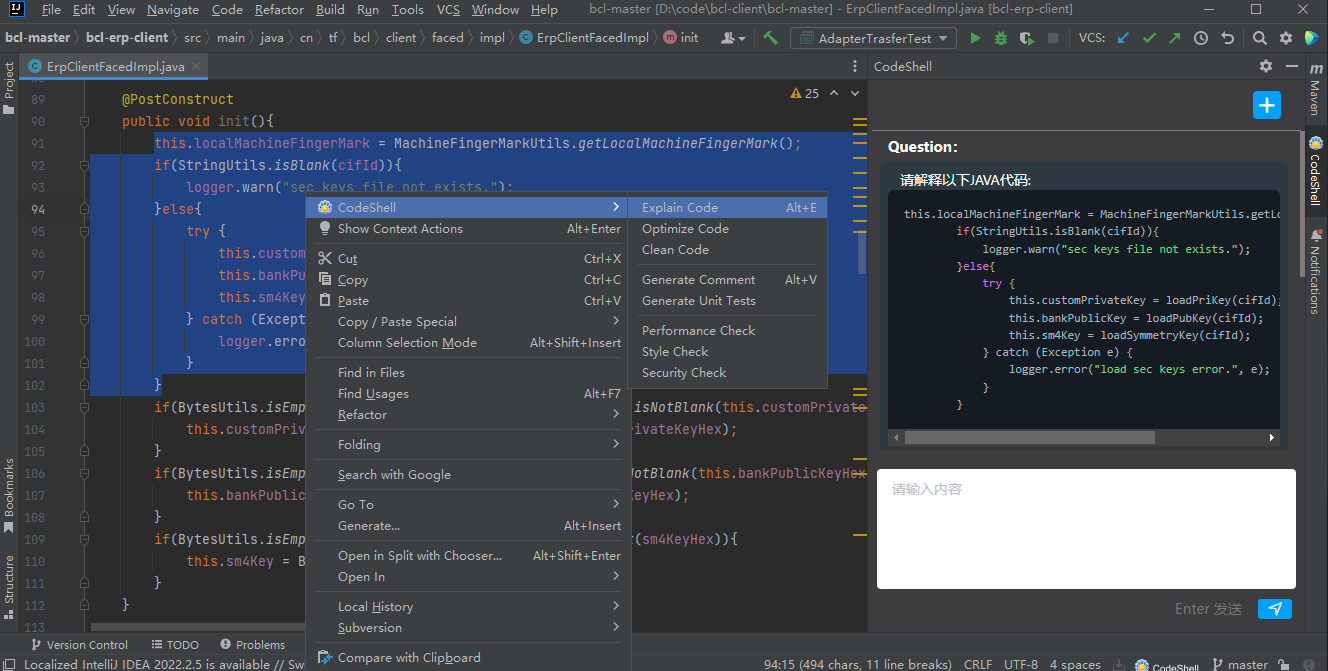 File Edit View Navigate Code Refactor Build Run Tools VCS Window Help bcl-master [D:\code\bcl-client\bcl-master] - ErpClientFacedImpl.java [bcl-erp-client]
bcl-master bcl-erp-client src main java cn tf bcl client faced impl ErpClientFacedImpl init AdapterTrasferTest VCS:
ErpClientFacedImpl.java
25
Project
Bookmarks
Structure
89 @PostConstruct
90 public void init(){
91 this.localMachineFingerMark = MachineFingerMarkUtils.getLocalMachineFingerMark();
92 if(StringUtils.isBlank(cifId)){
93 logger.warn("sec keys file not exists.");
94 }else{
95 try {
96 this.custom
97 this.bankPu
98 this.sm4Key
99 } catch (Except
100 logger.erro
101 }
102 }
103 if(BytesUtils.isEmp isNotBlank(this.customPrivate
104 this.customPriv ivateKeyHex);
105 }
106 if(BytesUtils.isEmp otBlank(this.bankPublicKeyHex
107 this.bankPublic eyHex);
108 }
109 if(BytesUtils.isEmp (sm4KeyHex)){
110 this.sm4Key = B
111 }
112 }
113
CodeShell
Show Context Actions Alt+Enter
Cut Ctrl+X
Copy Ctrl+C
Paste Ctrl+V
Copy / Paste Special
Column Selection Mode Alt+Shift+Insert
Find in Files
Find Usages Alt+F7
Refactor
Folding
Search with Google
Go To
Generate... Alt+Insert
Open in Split with Chooser... Alt+Shift+Enter
Open In
Local History
Subversion
Compare with Clipboard
Explain Code Alt+E
Optimize Code
Clean Code
Generate Comment Alt+V
Generate Unit Tests
Performance Check
Style Check
Security Check
CodeShell
Question:
请解释以下JAVA代码:
this.localMachineFingerMark = MachineFingerMarkUtils.getLo
if(StringUtils.isBlank(cifId)){
logger.warn("sec keys file not exists.");
}else{
try {
this.customPrivateKey = loadPriKey(cifId);
this.bankPublicKey = loadPubKey(cifId);
this.sm4Key = loadSymmetryKey(cifId);
} catch (Exception e) {
logger.error("load sec keys error.", e);
}
}
请输入内容
Enter 发送
m Maven
CodeShell
Notifications
Version Control TODO Problems
Localized IntelliJ IDEA 2022.2.5 is available // Sw 94:15 (494 chars, 11 line breaks) CRLF UTF-8 4 spaces CodeShell master